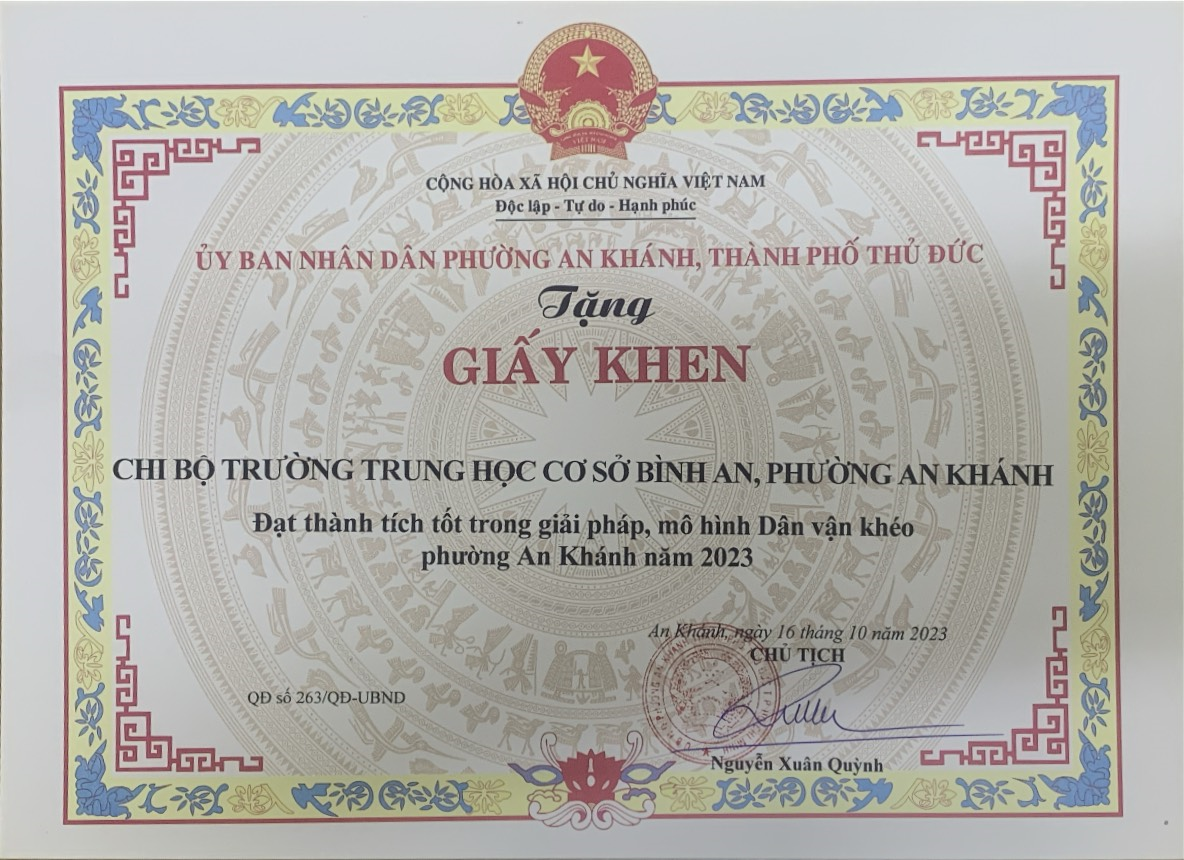 VIỆT NAM
CỘNG HÒA XÃ HỘI CHỦ NGHĨA VIỆT NAM
Độc lập - Tự do - Hạnh phúc
ỦY BAN NHÂN DÂN PHƯỜNG AN KHÁNH, THÀNH PHỐ THỦ ĐỨC
Tặng
GIẤY KHEN
CHI BỘ TRƯỜNG TRUNG HỌC CƠ SỞ BÌNH AN, PHƯỜNG AN KHÁNH
Đạt thành tích tốt trong giải pháp, mô hình Dân vận khéo
phường An Khánh năm 2023
An Khánh, ngày 16 tháng 10 năm 2023
CHỦ TỊCH
QĐ số 263/QĐ-UBND
Nguyễn Xuân Quỳnh